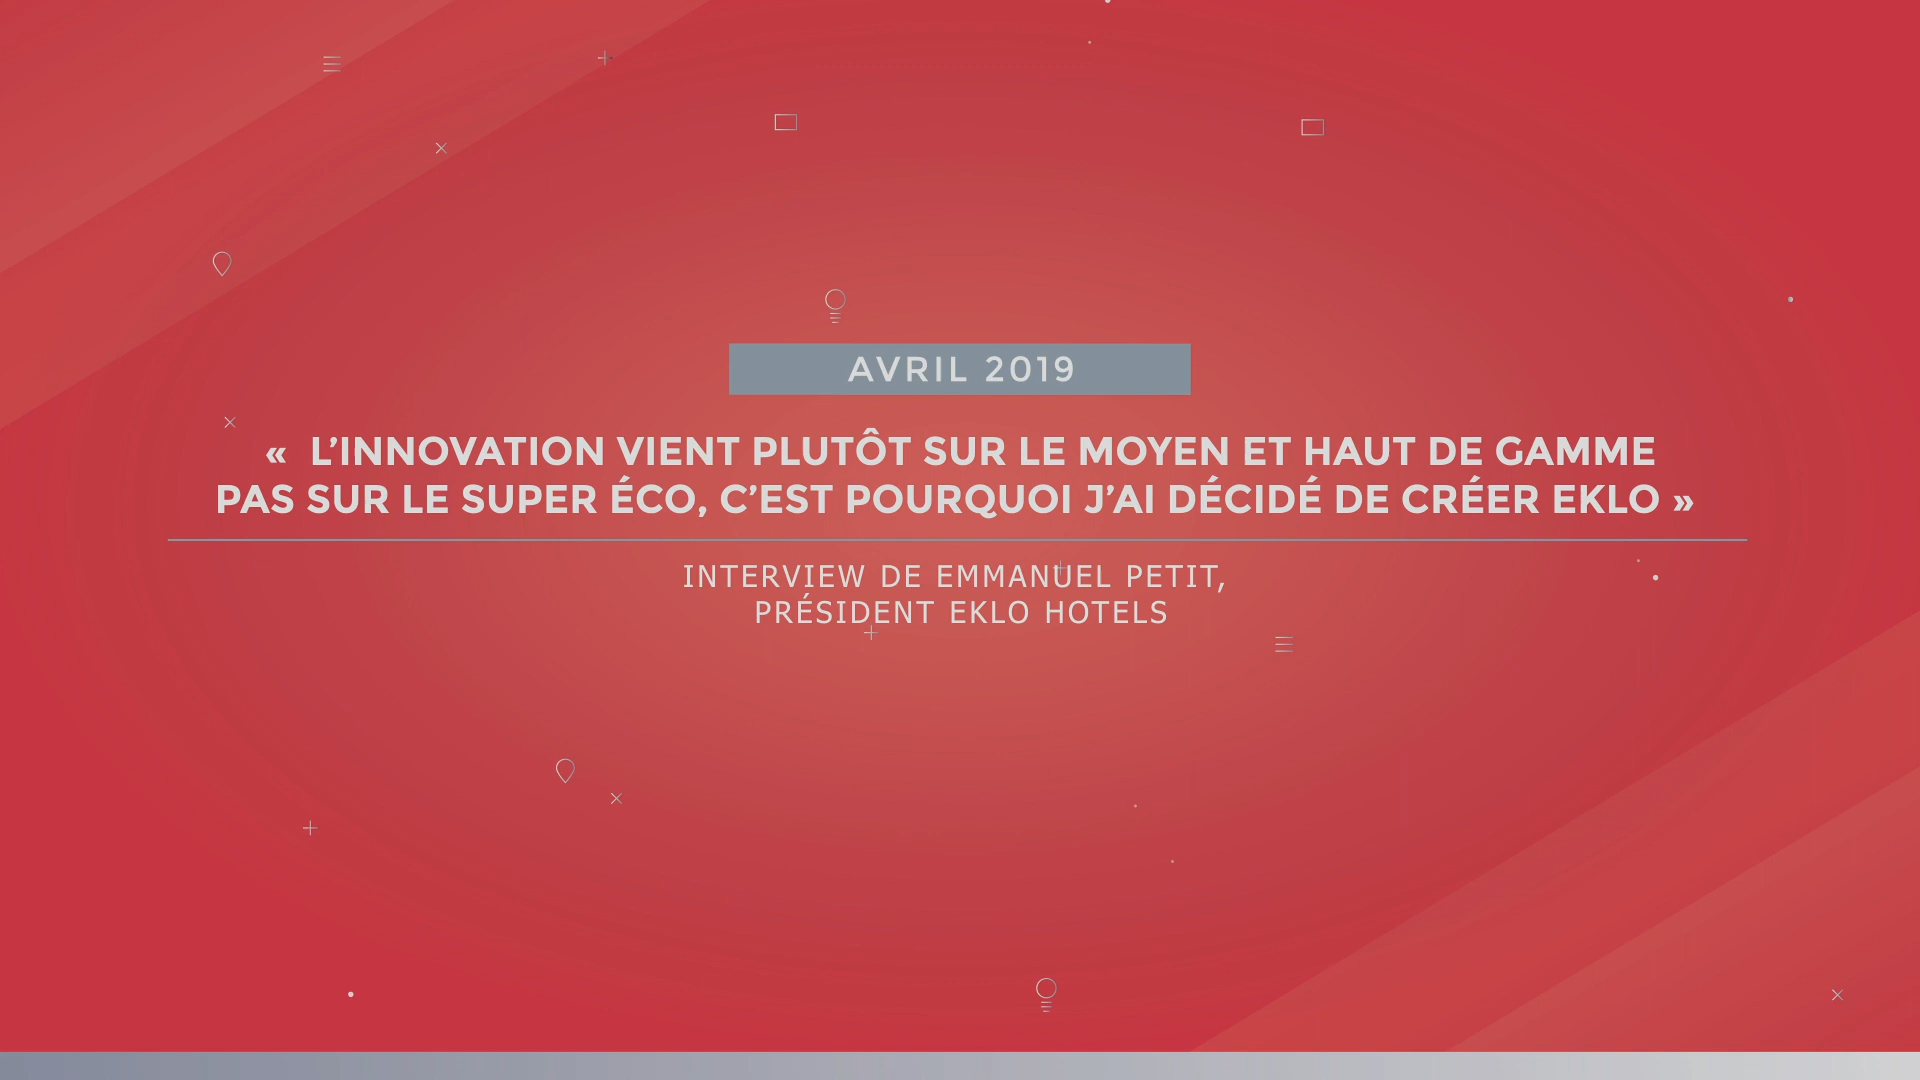 AVRIL 2019
« L’INNOVATION VIENT PLUTÔT SUR LE MOYEN ET HAUT DE GAMME
PAS SUR LE SUPER ÉCO, C’EST POURQUOI J’AI DÉCIDÉ DE CRÉER EKLO »
INTERVIEW DE EMMANUEL PETIT,
PRÉSIDENT EKLO HOTELS